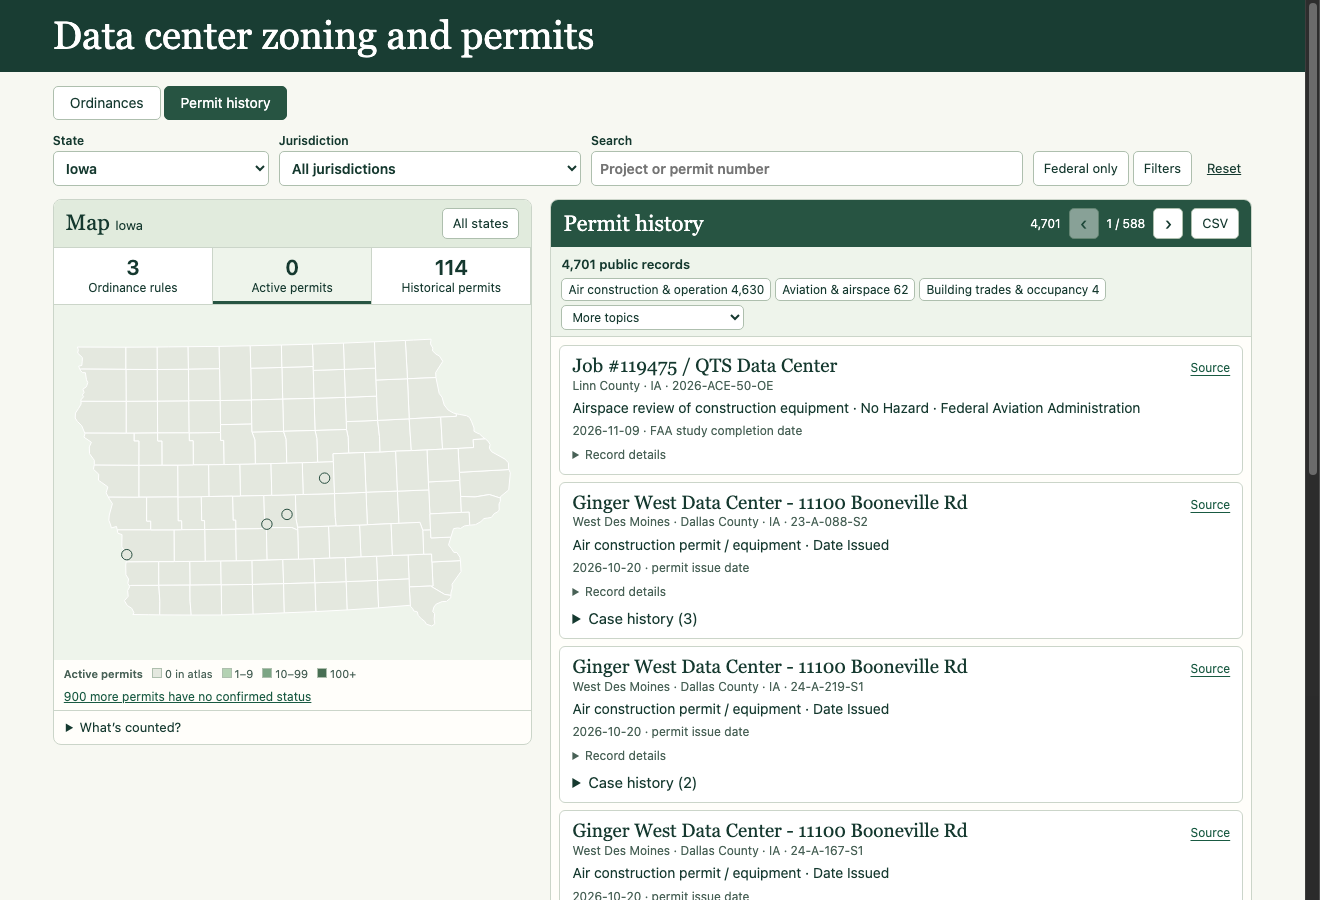 Data center zoning and permits
Ordinances
Permit history
State
Jurisdiction
Search
Iowa
All jurisdictions
Project or permit number
Federal only
Filters
Reset
Map Iowa
All states
3
Ordinance rules
0
Active permits
114
Historical permits
Active permits 0 in atlas 1–9 10–99 100+
900 more permits have no confirmed status
▶ What's counted?
Permit history
4,701
‹
1 / 588
›
CSV
4,701 public records
Air construction & operation 4,630
Aviation & airspace 62
Building trades & occupancy 4
More topics
Job #119475 / QTS Data Center
Source
Linn County · IA · 2026-ACE-50-OE
Airspace review of construction equipment · No Hazard · Federal Aviation Administration
2026-11-09 · FAA study completion date
▶ Record details
Ginger West Data Center - 11100 Booneville Rd
Source
West Des Moines · Dallas County · IA · 23-A-088-S2
Air construction permit / equipment · Date Issued
2026-10-20 · permit issue date
▶ Record details
▶ Case history (3)
Ginger West Data Center - 11100 Booneville Rd
Source
West Des Moines · Dallas County · IA · 24-A-219-S1
Air construction permit / equipment · Date Issued
2026-10-20 · permit issue date
▶ Record details
▶ Case history (2)
Ginger West Data Center - 11100 Booneville Rd
Source
West Des Moines · Dallas County · IA · 24-A-167-S1
Air construction permit / equipment · Date Issued
2026-10-20 · permit issue date